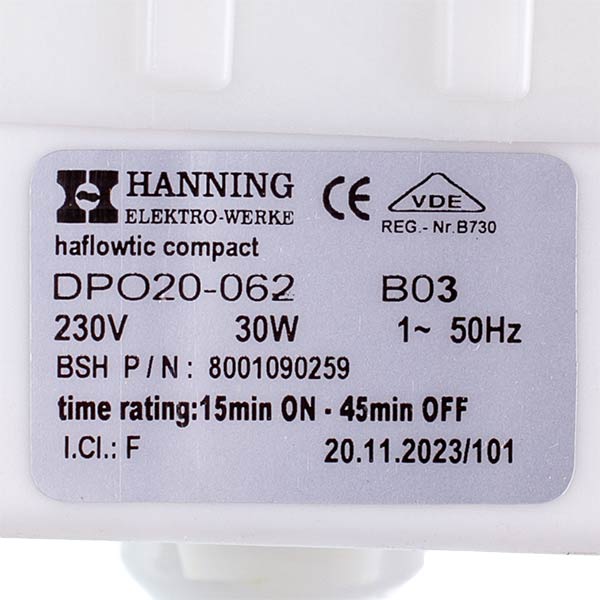 HANNING
ELEKTRO-WERKE
CE
VDE
REG.- Nr.B730
haflowtic compact
DPO20-062 B03
230V 30W 1~ 50Hz
BSH P / N : 8001090259
time rating:15min ON - 45min OFF
I.Cl.: F 20.11.2023/101